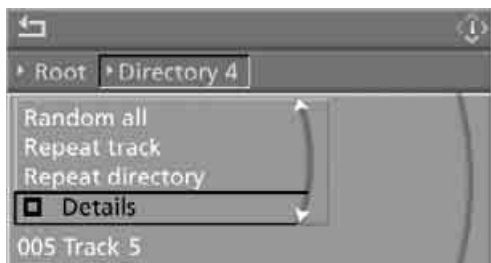 Root Directory 4
Random all
Repeat track
Repeat directory
Details
005 Track 5